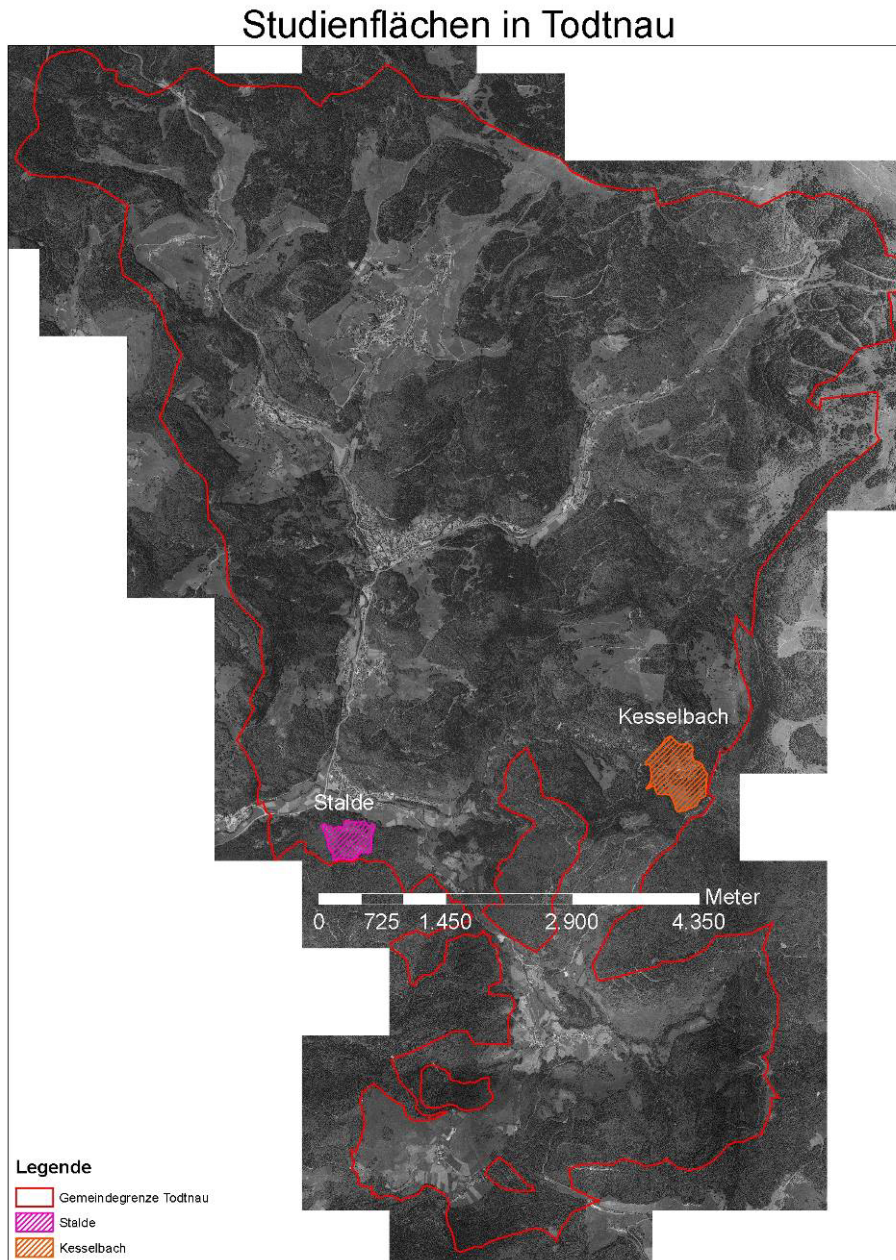 Studienflächen in Todtnau
Kesselbach
Stalde
Meter
0 725 1.450 2.900 4.350
Legende
Gemeindegrenze Todtnau
Stalde
Kesselbach